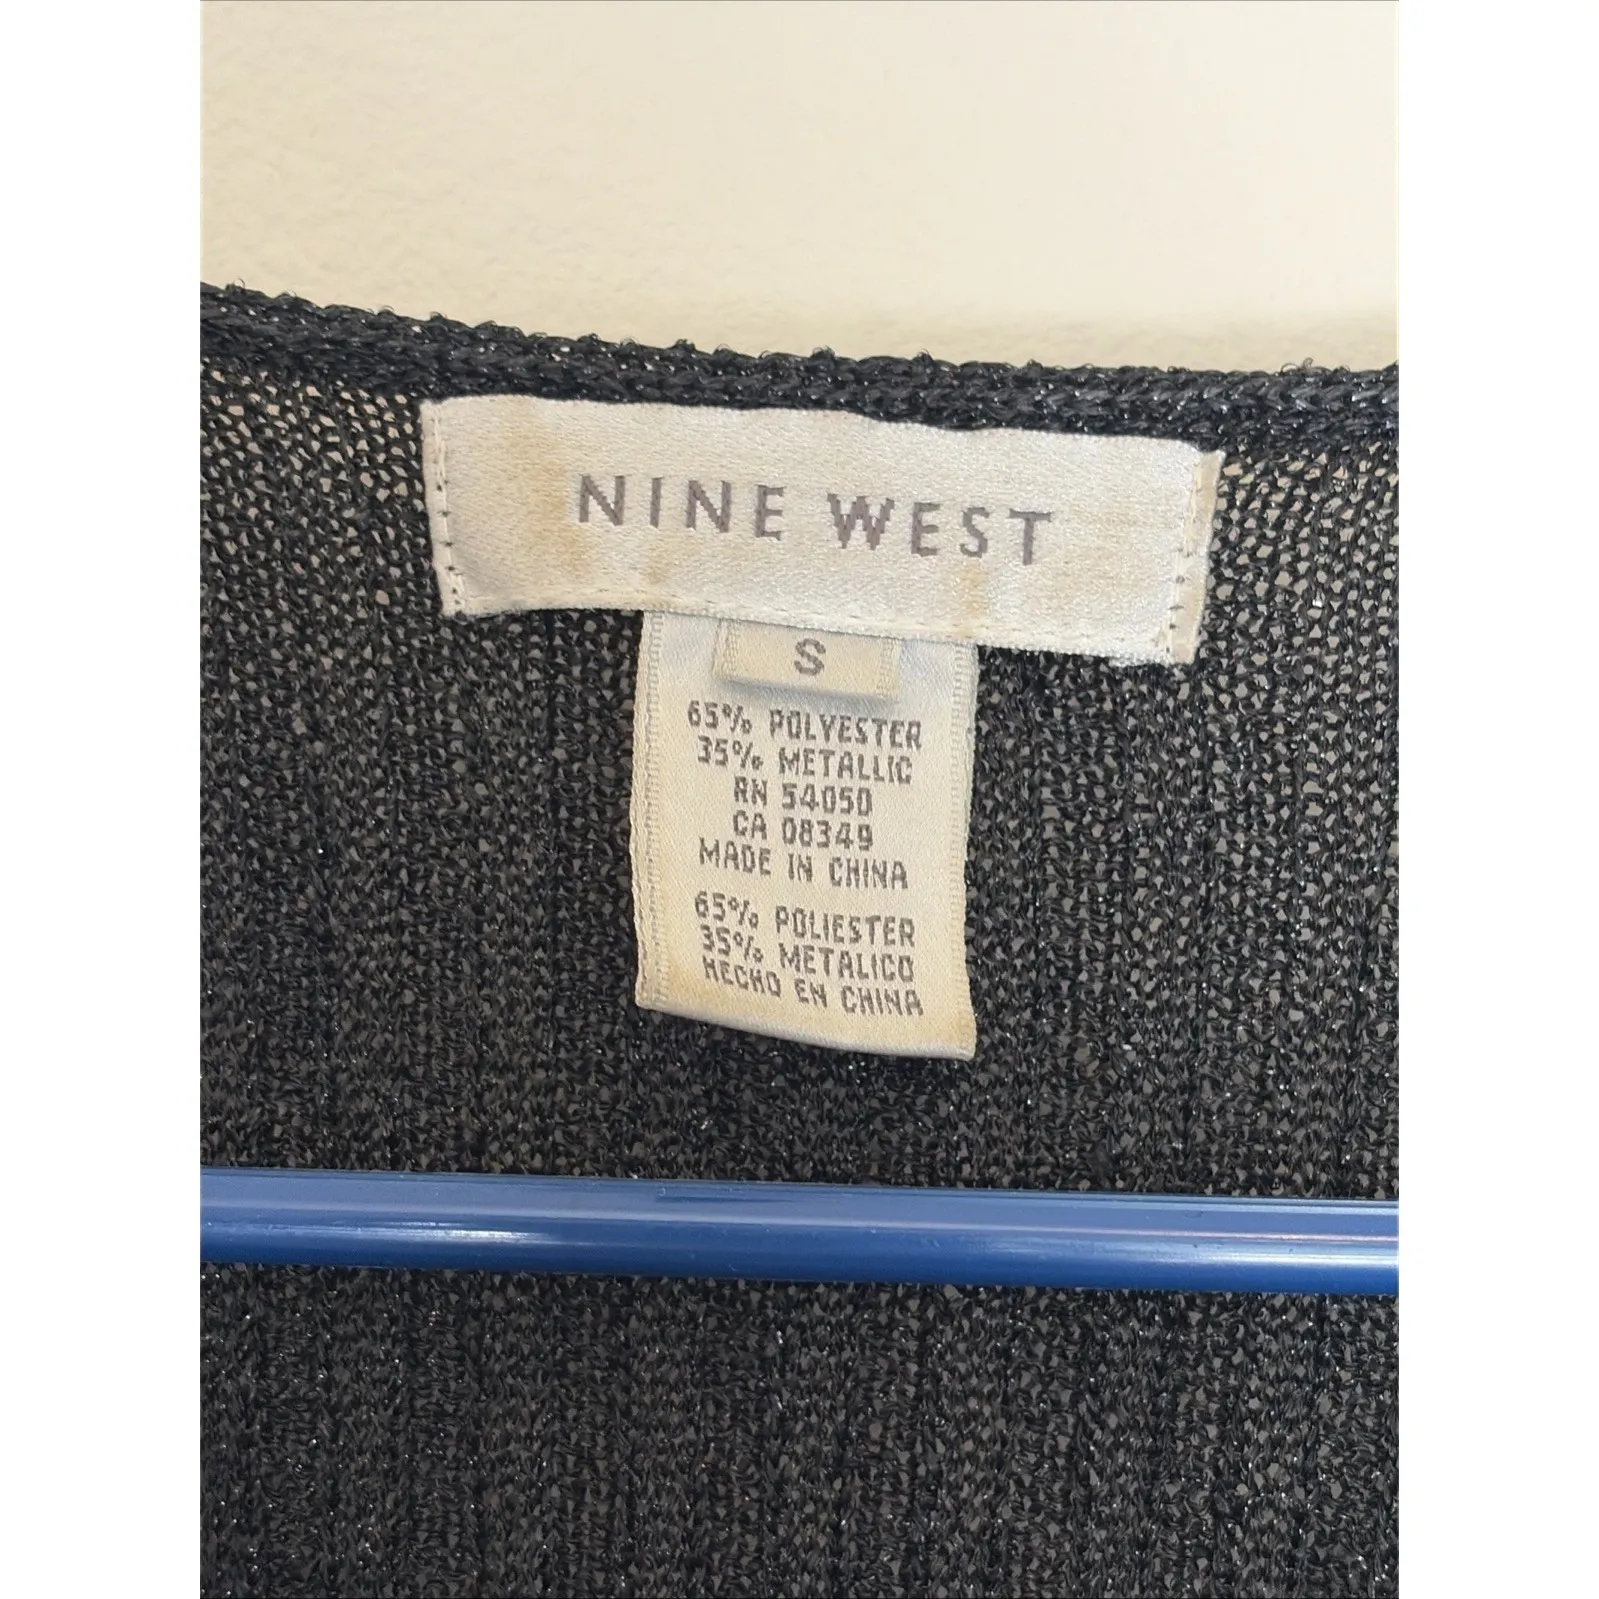 NINE WEST
S
65% POLYESTER
35% METALLIC
RN 54050
CA 08349
MADE IN CHINA
65% POLIESTER
35% METALICO
HECHO EN CHINA